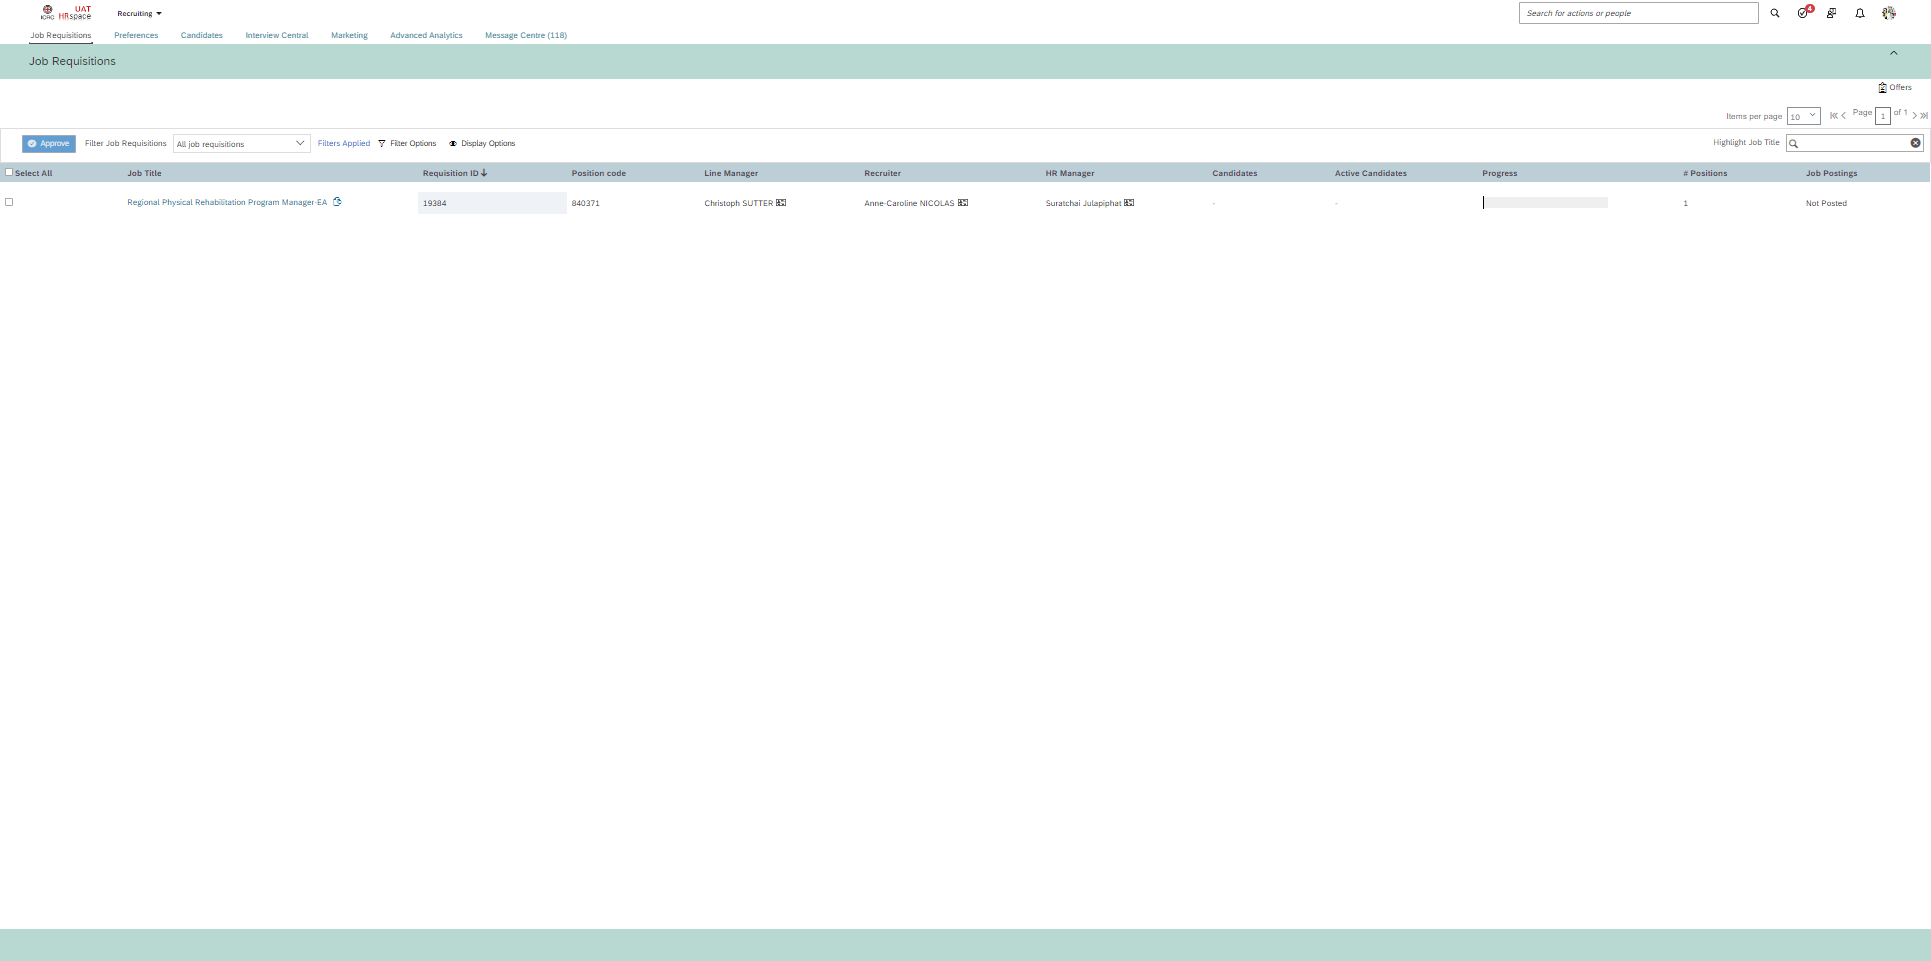 UAT
ICRC HRspace
Recruiting
Search for actions or people
4
Job Requisitions
Preferences
Candidates
Interview Central
Marketing
Advanced Analytics
Message Centre (118)
Job Requisitions
Offers
Items per page 10 Page 1 of 1
Approve Filter Job Requisitions All job requisitions Filters Applied Filter Options Display Options Highlight Job Title
Select All Job Title Requisition ID Position code Line Manager Recruiter HR Manager Candidates Active Candidates Progress # Positions Job Postings
Regional Physical Rehabilitation Program Manager-EA 19384 840371 Christoph SUTTER Anne-Caroline NICOLAS Suratchai Julapiphat - - 1 Not Posted